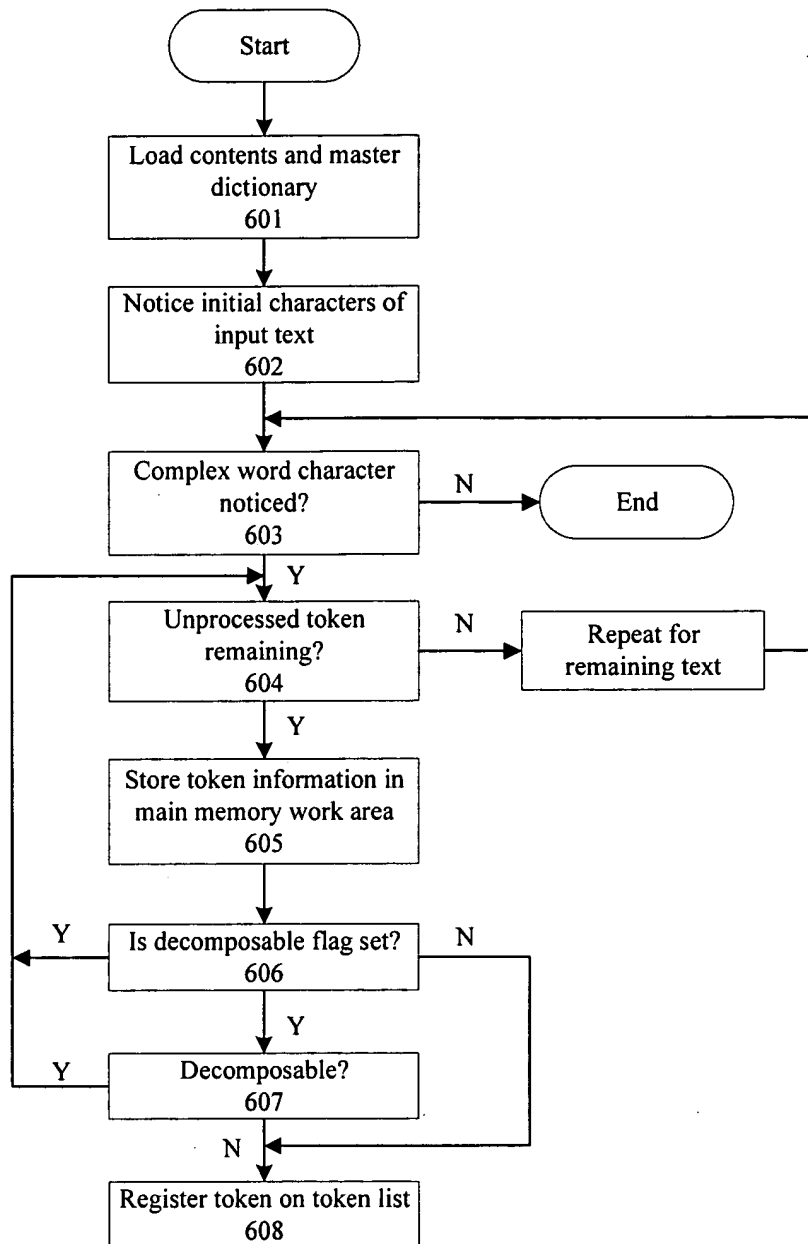 Start
Load contents and master
dictionary
601
Notice initial characters of
input text
602
Complex word character
noticed?
603
N
End
Y
Unprocessed token
remaining?
604
N
Repeat for
remaining text
Y
Store token information in
main memory work area
605
Y
Is decomposable flag set?
606
N
Y
Y
Decomposable?
607
N
Register token on token list
608